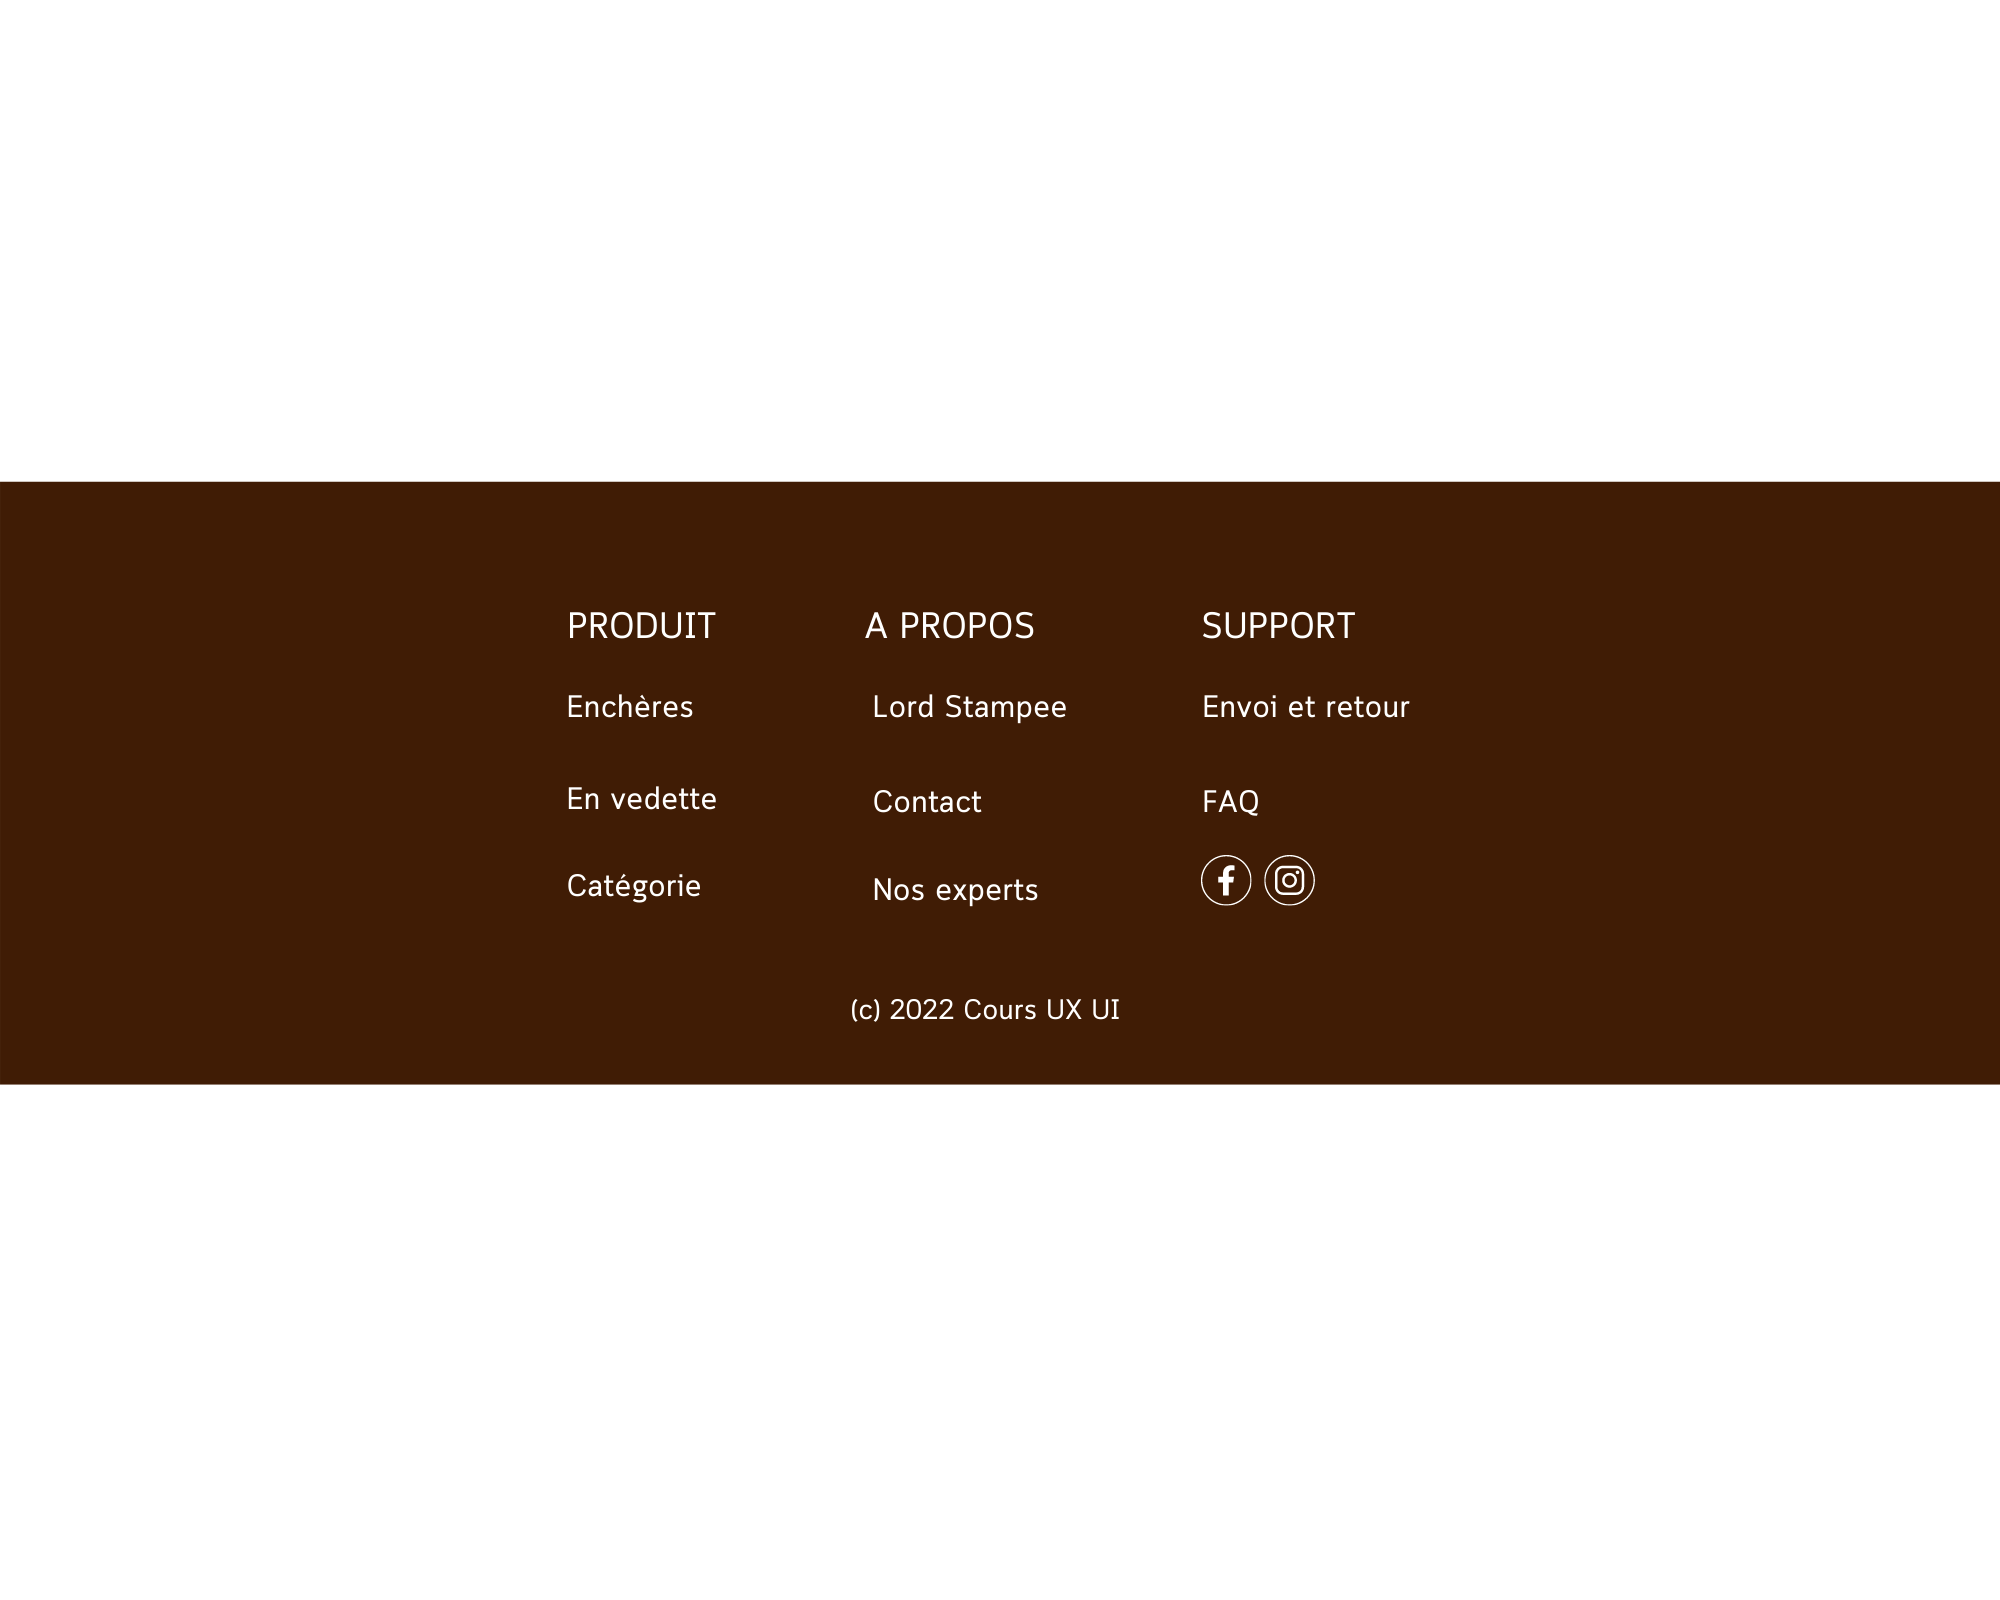 PRODUIT
Enchères
En vedette
Catégorie
A PROPOS
Lord Stampee
Contact
Nos experts
SUPPORT
Envoi et retour
FAQ
(c) 2022 Cours UX UI